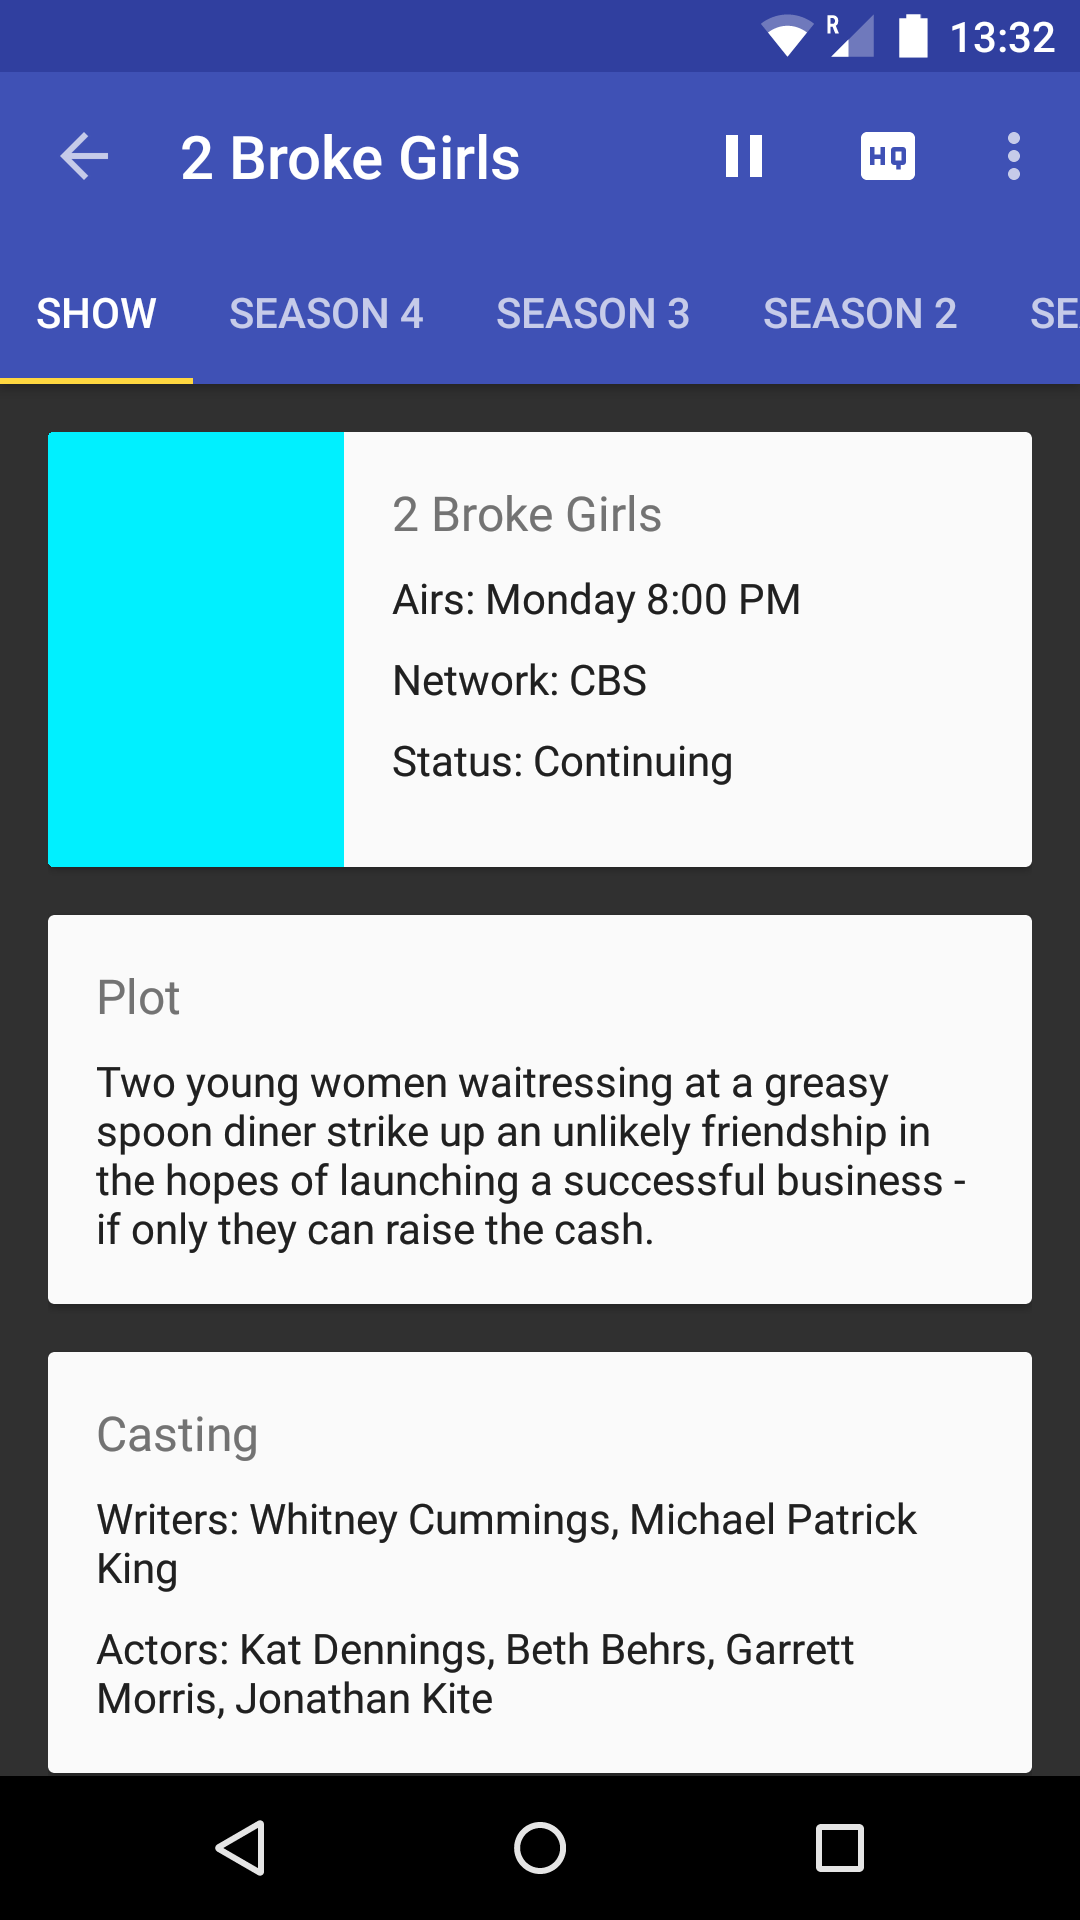 R 13:32
2 Broke Girls HQ
SHOW SEASON 4 SEASON 3 SEASON 2 SE
2 Broke Girls
Airs: Monday 8:00 PM
Network: CBS
Status: Continuing
Plot
Two young women waitressing at a greasy
spoon diner strike up an unlikely friendship in
the hopes of launching a successful business -
if only they can raise the cash.
Casting
Writers: Whitney Cummings, Michael Patrick
King
Actors: Kat Dennings, Beth Behrs, Garrett
Morris, Jonathan Kite